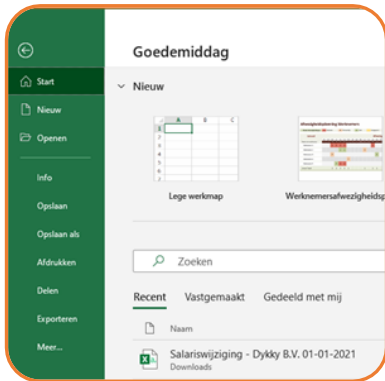 Goedemiddag
Start
Nieuw
Openen
Info
Opslaan
Opslaan als
Afdrukken
Delen
Exporteren
Meer...
Nieuw
A B C
1
2
3
4
5
6
7
Lege werkmap
Werknemersafwezigheidsp
Zoeken
Recent Vastgemaakt Gedeeld met mij
Naam
Salariswijziging - Dykky B.V. 01-01-2021
Downloads